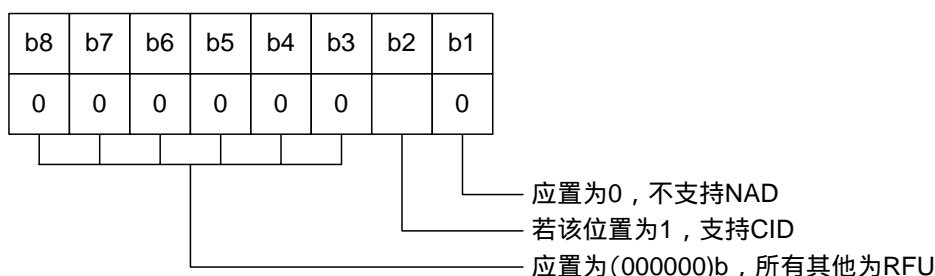 b8 b7 b6 b5 b4 b3 b2 b1
0 0 0 0 0 0 0
应置为0，不支持NAD
若该位置为1，支持CID
应置为(000000)b，所有其他为RFU